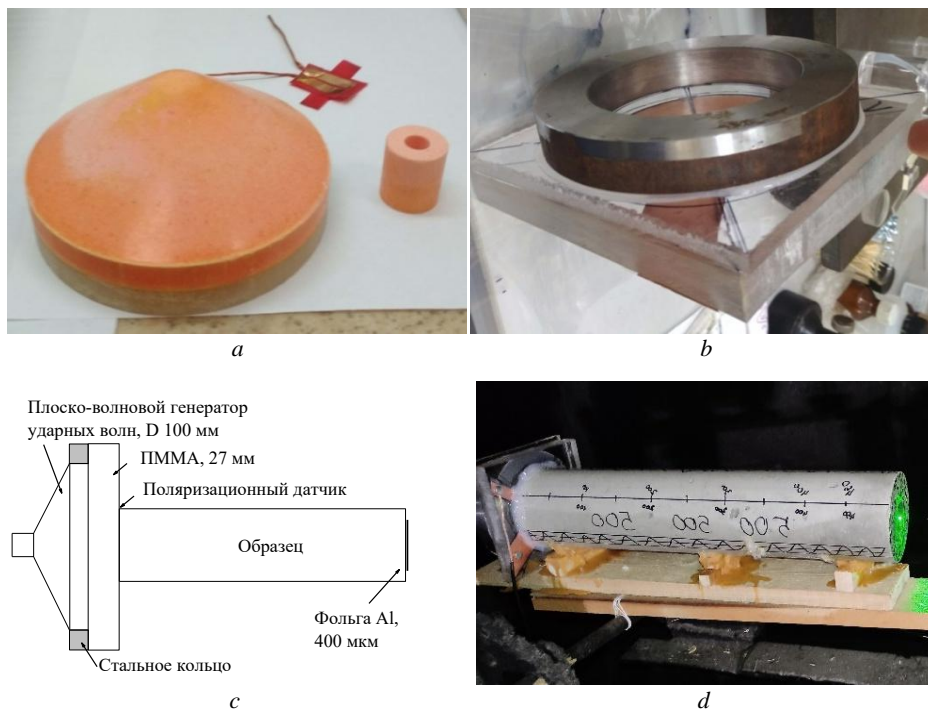 a
b
Плоско-волновой генератор
ударных волн, D 100 мм
ПММА, 27 мм
Поляризационный датчик
Образец
Фольга Al,
400 мкм
Стальное кольцо
500 500 500
c
d